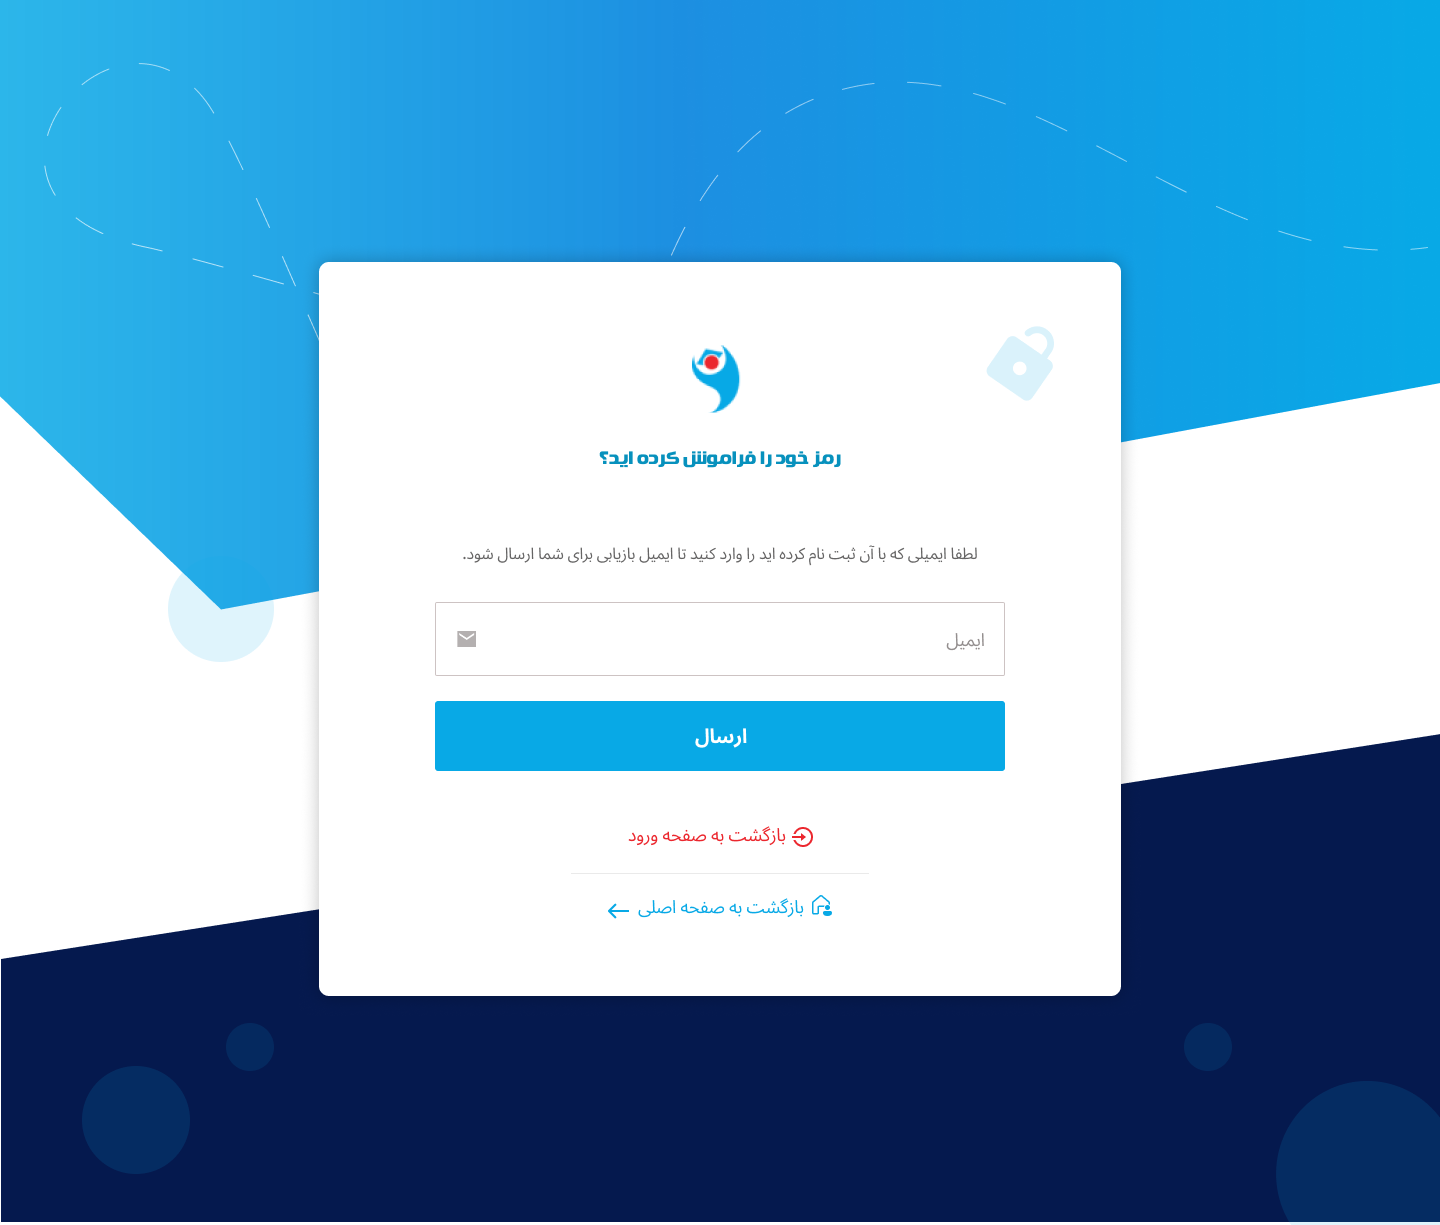 رمز خود را فراموش کرده اید؟
لطفا ایمیلی که با آن ثبت نام کرده اید را وارد کنید تا ایمیل بازیابی برای شما ارسال شود.
ایمیل
ارسال
بازگشت به صفحه ورود
بازگشت به صفحه اصلی